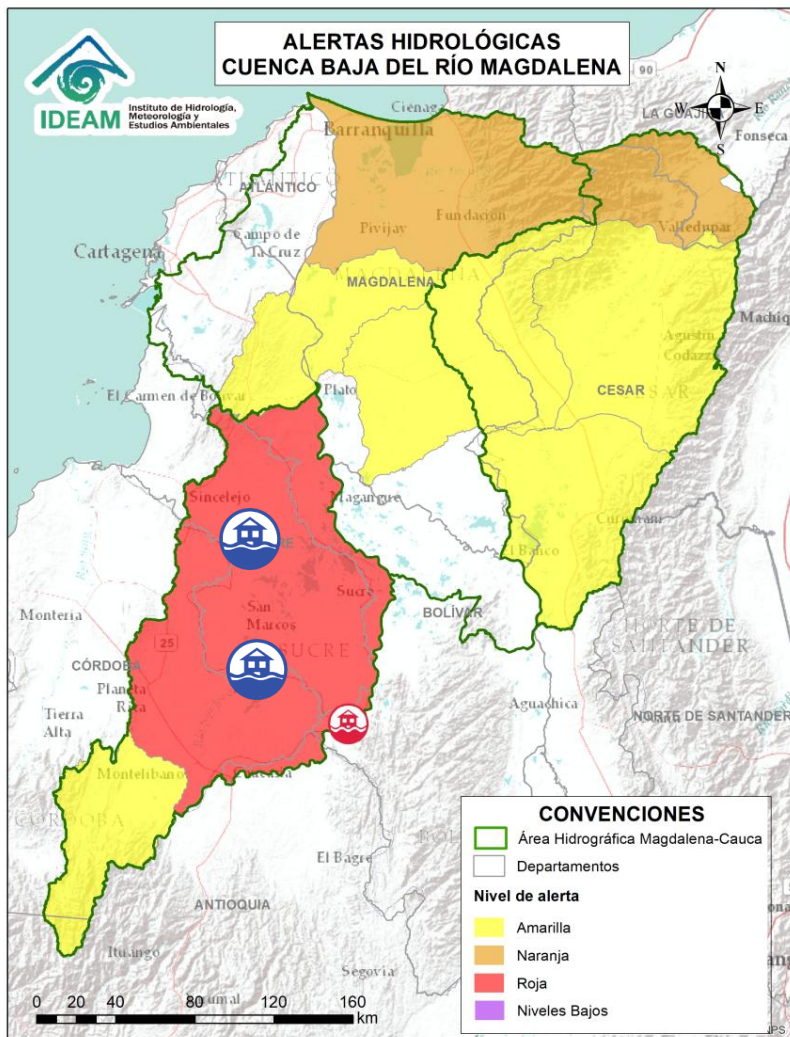 ALERTAS HIDROLÓGICAS
CUENCA BAJA DEL RÍO MAGDALENA
IDEAM
Instituto de Hidrología,
Meteorología y
Estudios Ambientales
N
W
E
S
90
Cienaga
LA GUAJIRA
Fonseca
Barranquilla
ATLÁNTICO
Campo de
la Cruz
Cartagena
Pivijay
Fundación
Valledupar
MAGDALENA
MAGDALENA
Agustín
Codazzi
CESAR
El Carmen de Bolívar
Plato
Sincelejo
Magangue
El Banco
Sucre
San
Marcos
SUCRE
BOLÍVAR
Montería
25
CÓRDOBA
Planeta
Rica
Tierra
Alta
Montelibano
CÓRDOBA
Aguachica
NORTE DE
SANTANDER
NORTE DE SANTANDER
El Bagre
ANTIOQUIA
Ituango
Segovia
CONVENCIONES
Área Hidrográfica Magdalena-Cauca
Departamentos
Nivel de alerta
Amarilla
Naranja
Roja
Niveles Bajos
0 20 40 80 120 160
km